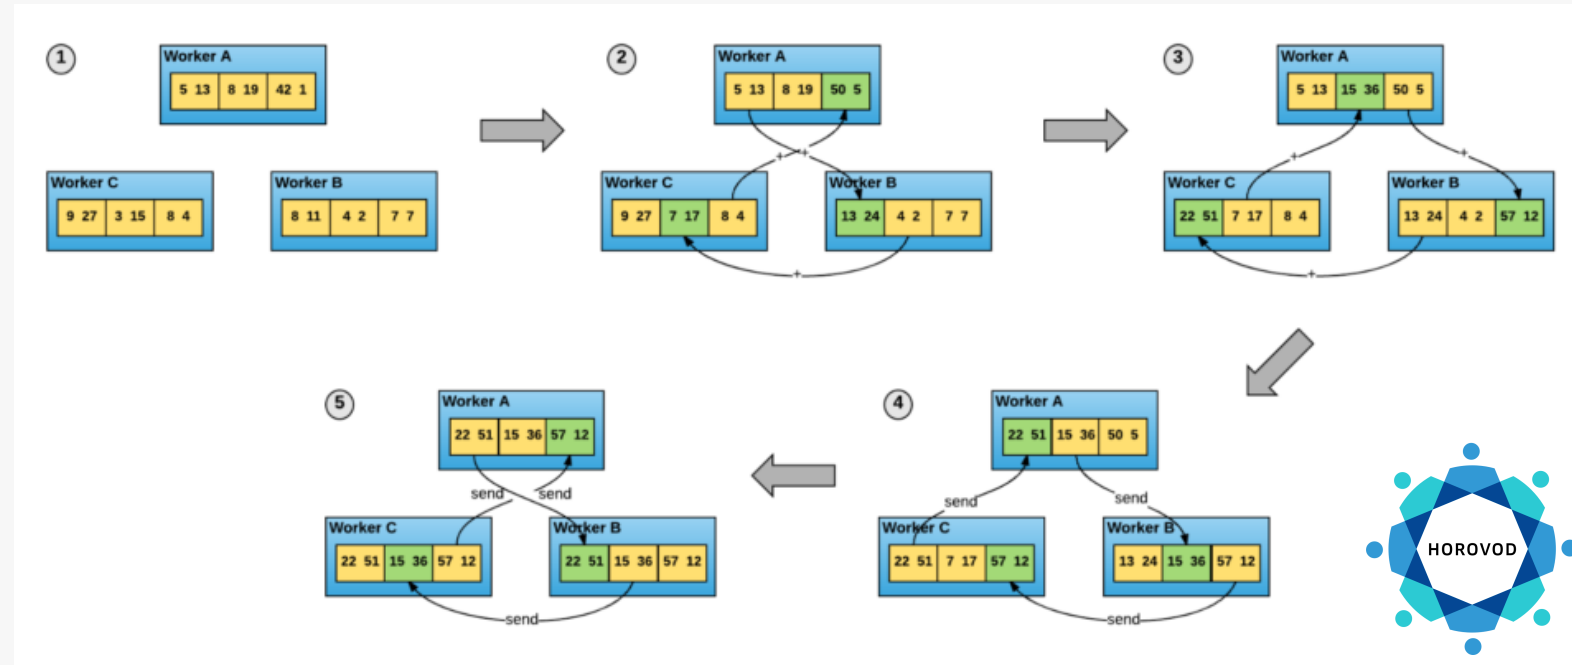 1
Worker A
5 13 8 19 42 1
Worker C
9 27 3 15 8 4
Worker B
8 11 4 2 7 7
2
Worker A
5 13 8 19 50 5
+ +
Worker C
9 27 7 17 8 4
Worker B
13 24 4 2 7 7
+
3
Worker A
5 13 15 36 50 5
+ +
Worker C
22 51 7 17 8 4
Worker B
13 24 4 2 57 12
+
5
Worker A
22 51 15 36 57 12
send send
Worker C
22 51 15 36 57 12
Worker B
22 51 15 36 57 12
send
4
Worker A
22 51 15 36 50 5
send send
Worker C
22 51 7 17 57 12
Worker B
13 24 15 36 57 12
send
HOROVOD